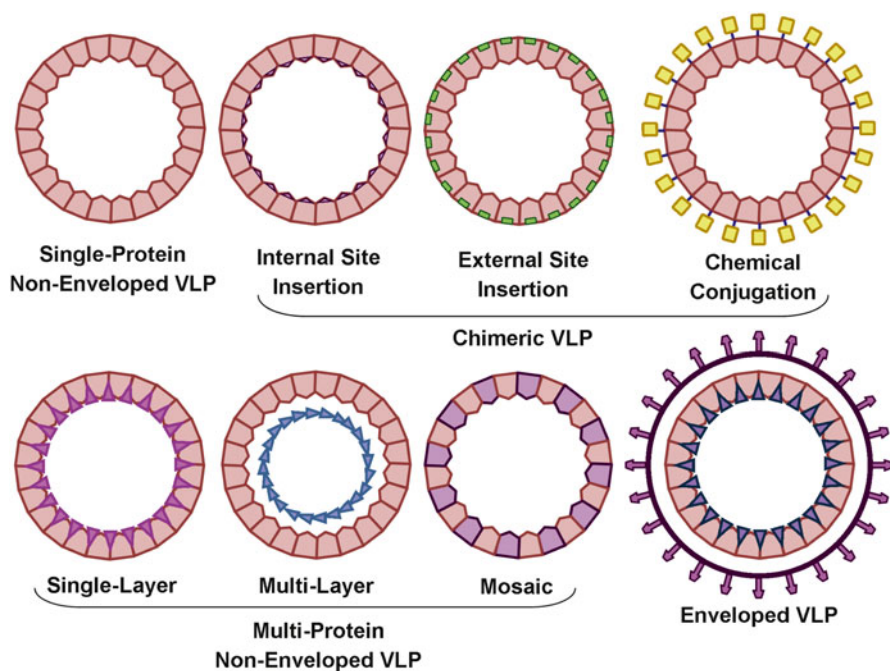 Single-Protein
Non-Enveloped VLP
Internal Site
Insertion
External Site
Insertion
Chemical
Conjugation
Chimeric VLP
Single-Layer
Multi-Layer
Mosaic
Enveloped VLP
Multi-Protein
Non-Enveloped VLP